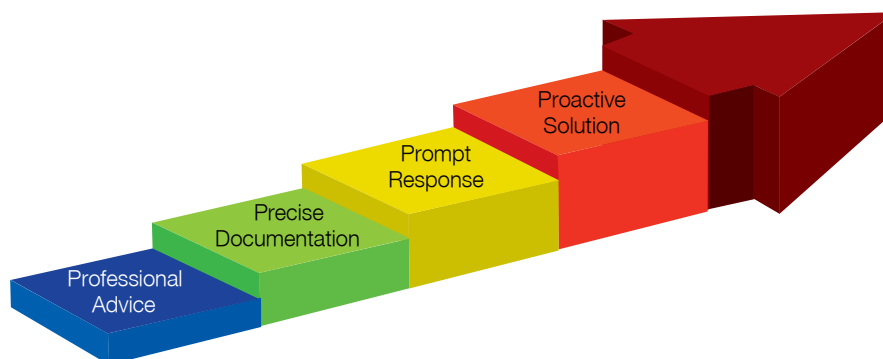 Professional
Advice
Precise
Documentation
Prompt
Response
Proactive
Solution